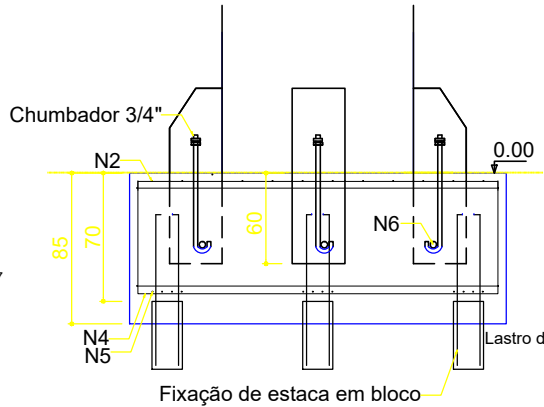 Chumbador 3/4"
0.00
N2
N6
60
70
85
N4
N5
Lastro d
Fixação de estaca em bloco